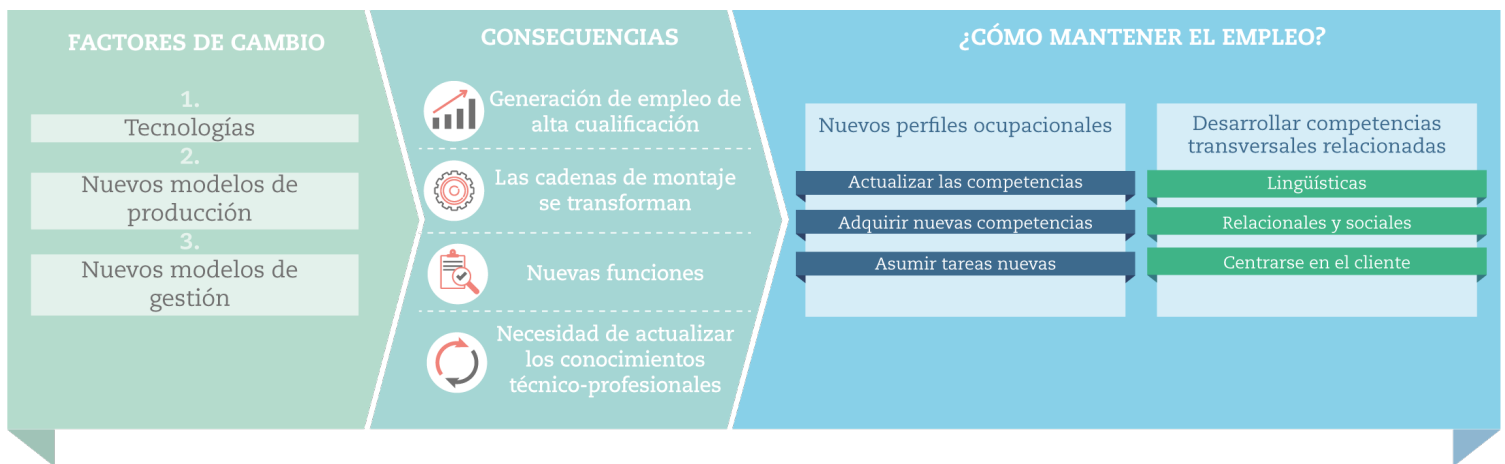 FACTORES DE CAMBIO
1.
Tecnologías
2.
Nuevos modelos de
producción
3.
Nuevos modelos de
gestión
CONSECUENCIAS
Generación de empleo de
alta cualificación
Las cadenas de montaje
se transforman
Nuevas funciones
Necesidad de actualizar
los conocimientos
técnico-profesionales
¿CÓMO MANTENER EL EMPLEO?
Nuevos perfiles ocupacionales
Actualizar las competencias
Adquirir nuevas competencias
Asumir tareas nuevas
Desarrollar competencias
transversales relacionadas
Lingüísticas
Relacionales y sociales
Centrarse en el cliente